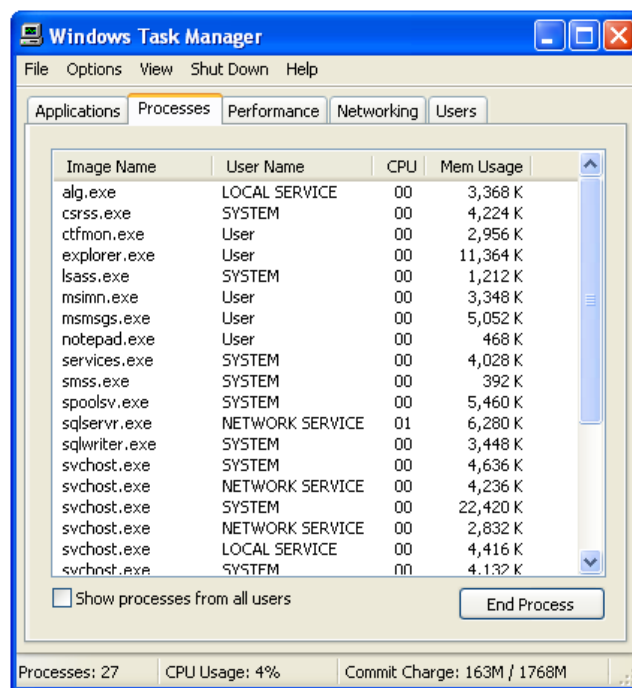 Windows Task Manager
File Options View Shut Down Help
Applications Processes Performance Networking Users
Image Name User Name CPU Mem Usage
alg.exe LOCAL SERVICE 00 3,368 K
csrss.exe SYSTEM 00 4,224 K
ctfmon.exe User 00 2,956 K
explorer.exe User 00 11,364 K
lsass.exe SYSTEM 00 1,212 K
msimn.exe User 00 3,348 K
msmsgs.exe User 00 5,052 K
notepad.exe User 00 468 K
services.exe SYSTEM 00 4,028 K
smss.exe SYSTEM 00 392 K
spoolsv.exe SYSTEM 00 5,460 K
sqlservr.exe NETWORK SERVICE 01 6,280 K
sqlwriter.exe SYSTEM 00 3,448 K
svchost.exe SYSTEM 00 4,636 K
svchost.exe NETWORK SERVICE 00 4,236 K
svchost.exe SYSTEM 00 22,420 K
svchost.exe NETWORK SERVICE 00 2,832 K
svchost.exe LOCAL SERVICE 00 4,416 K
svchost.exe SYSTEM 00 4,132 K
Show processes from all users
End Process
Processes: 27 CPU Usage: 4% Commit Charge: 163M / 1768M